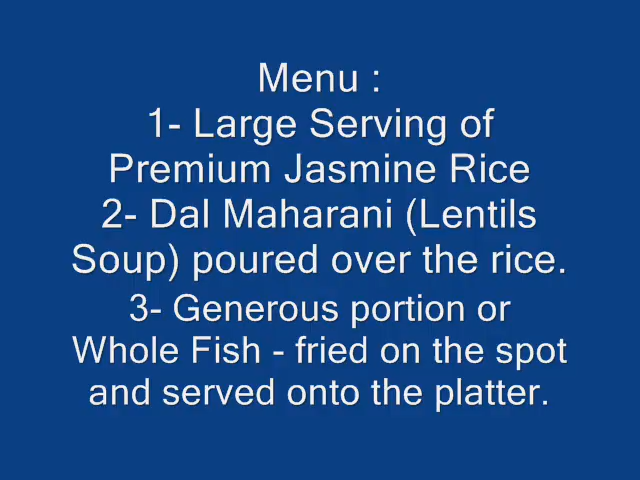 Menu :
1- Large Serving of
Premium Jasmine Rice
2- Dal Maharani (Lentils
Soup) poured over the rice.
3- Generous portion or
Whole Fish - fried on the spot
and served onto the platter.